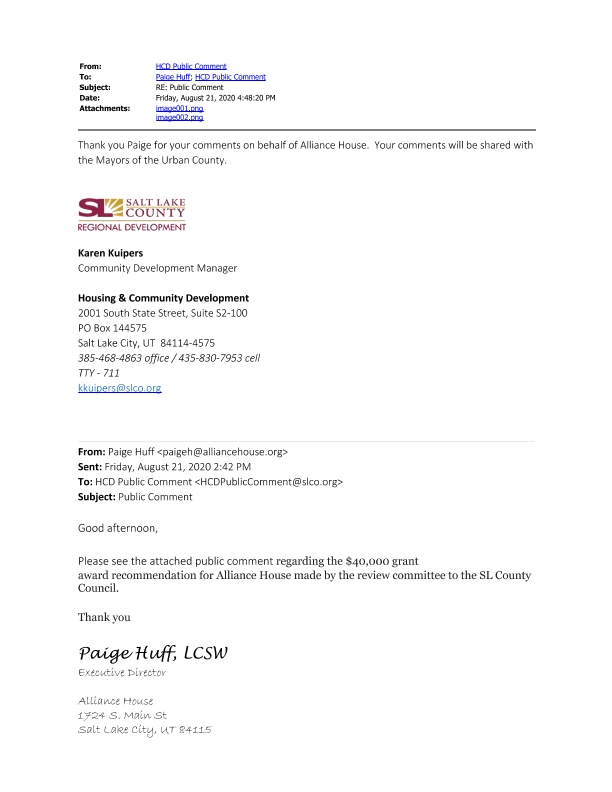 From: HCD Public Comment
To: Paige Huff; HCD Public Comment
Subject: RE: Public Comment
Date: Friday, August 21, 2020 4:48:20 PM
Attachments: image001.png
image002.png
Thank you Paige for your comments on behalf of Alliance House.  Your comments will be shared with
the Mayors of the Urban County.
SL SALT LAKE
COUNTY
REGIONAL DEVELOPMENT
Karen Kuipers
Community Development Manager
Housing & Community Development
2001 South State Street, Suite S2-100
PO Box 144575
Salt Lake City, UT  84114-4575
385-468-4863 office / 435-830-7953 cell
TTY - 711
kkuipers@slco.org
From: Paige Huff <paigeh@alliancehouse.org>
Sent: Friday, August 21, 2020 2:42 PM
To: HCD Public Comment <HCDPublicComment@slco.org>
Subject: Public Comment
Good afternoon,
Please see the attached public comment regarding the $40,000 grant
award recommendation for Alliance House made by the review committee to the SL County
Council.
Thank you
Paige Huff, LCSW
Executive Director
Alliance House
1724 S. Main St
Salt Lake City, UT 84115